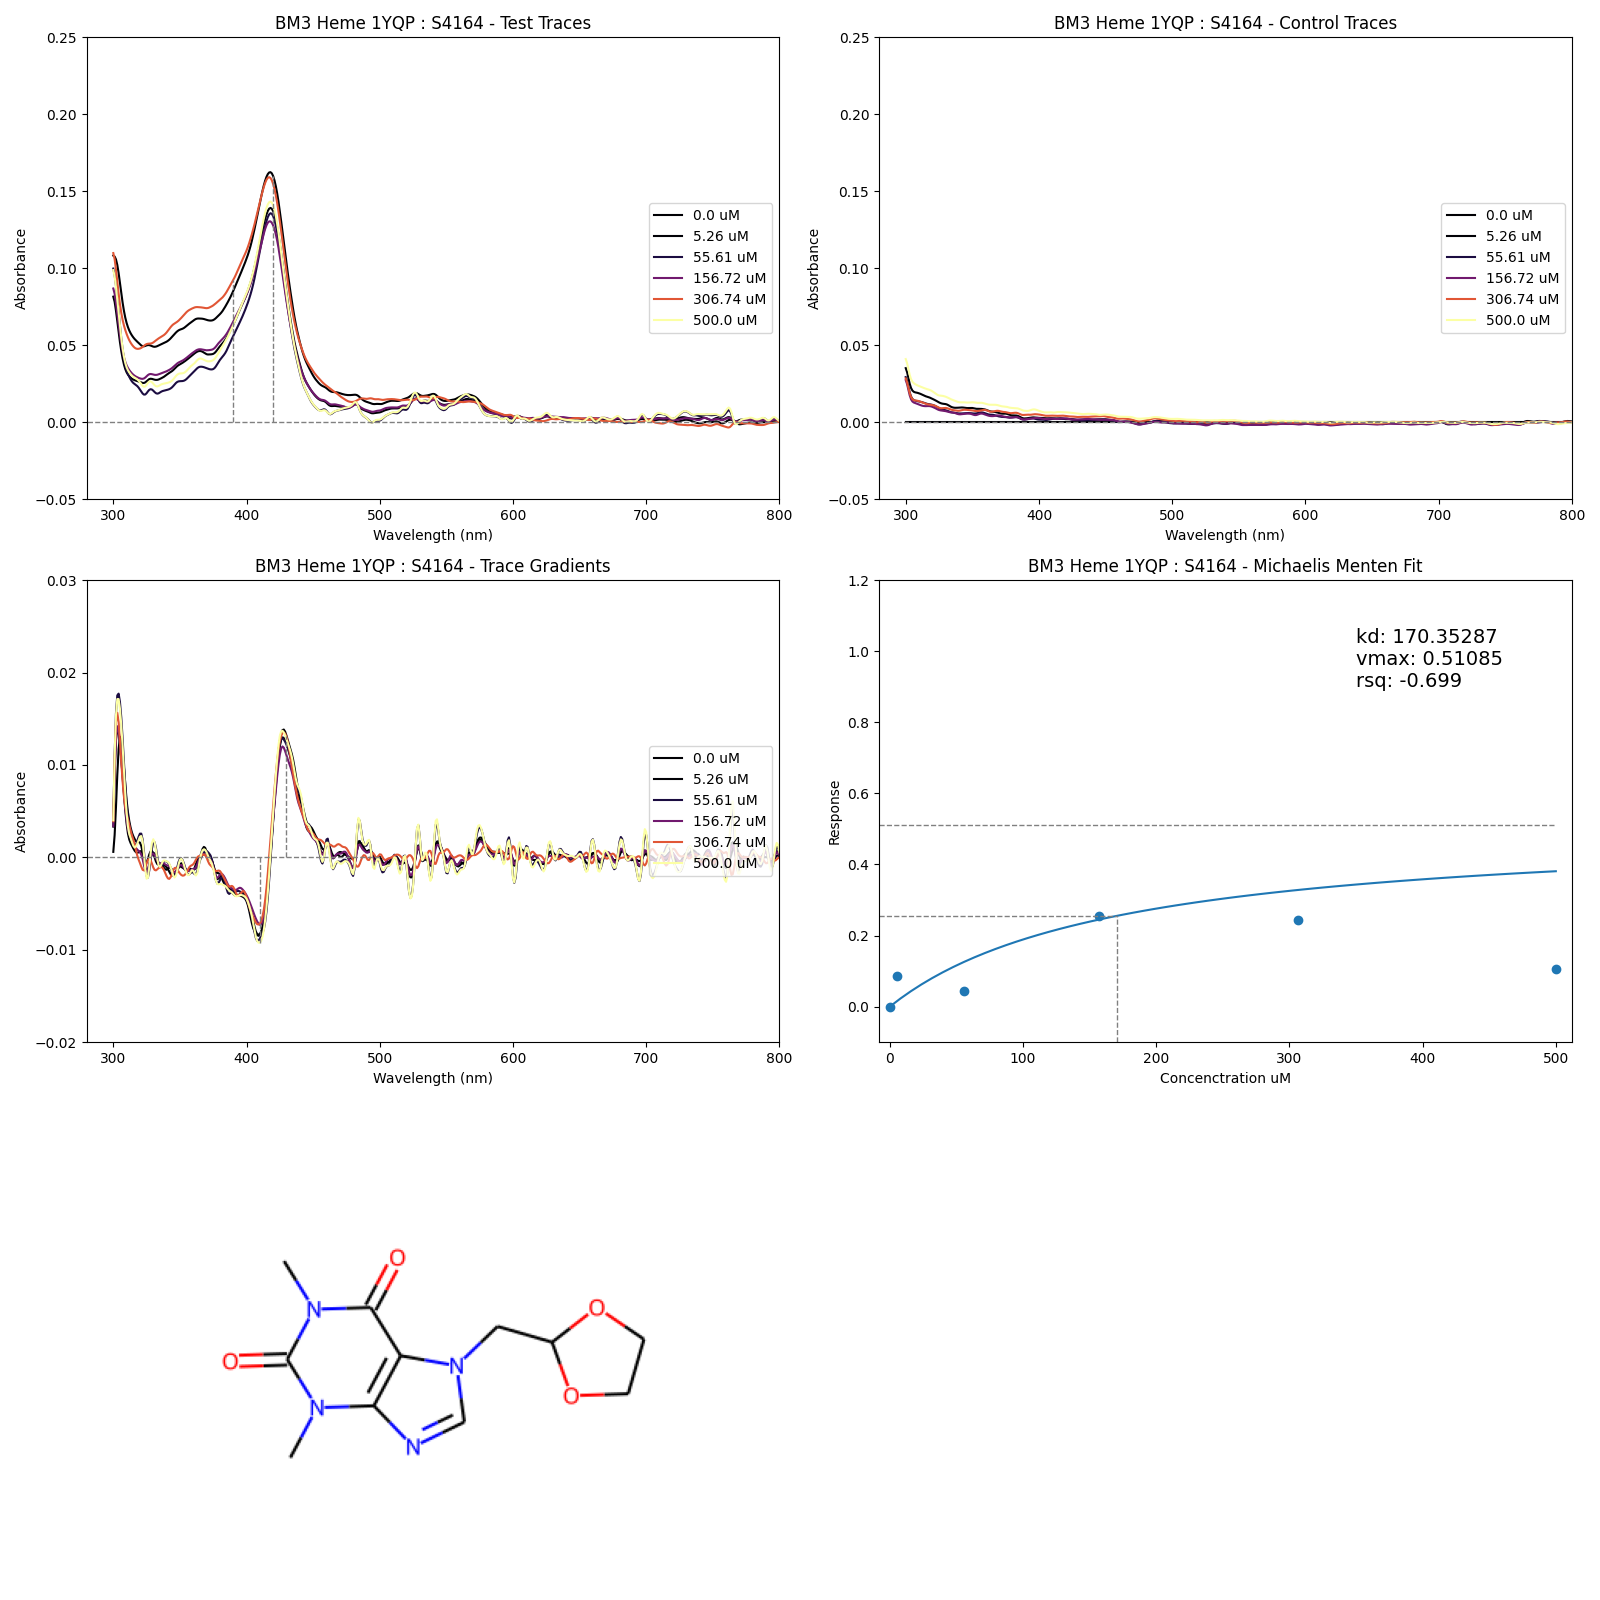 BM3 Heme 1YQP : S4164 - Test Traces
0.25
0.20
0.15
0.10
0.05
0.00
−0.05
Absorbance
300 400 500 600 700 800
Wavelength (nm)
0.0 uM
5.26 uM
55.61 uM
156.72 uM
306.74 uM
500.0 uM
BM3 Heme 1YQP : S4164 - Control Traces
0.25
0.20
0.15
0.10
0.05
0.00
−0.05
Absorbance
300 400 500 600 700 800
Wavelength (nm)
0.0 uM
5.26 uM
55.61 uM
156.72 uM
306.74 uM
500.0 uM
BM3 Heme 1YQP : S4164 - Trace Gradients
0.03
0.02
0.01
0.00
−0.01
−0.02
Absorbance
300 400 500 600 700 800
Wavelength (nm)
0.0 uM
5.26 uM
55.61 uM
156.72 uM
306.74 uM
500.0 uM
BM3 Heme 1YQP : S4164 - Michaelis Menten Fit
1.2
1.0
0.8
0.6
0.4
0.2
0.0
Response
kd: 170.35287
vmax: 0.51085
rsq: -0.699
0 100 200 300 400 500
Concenctration uM
O
N
O
O
N
N
O
N